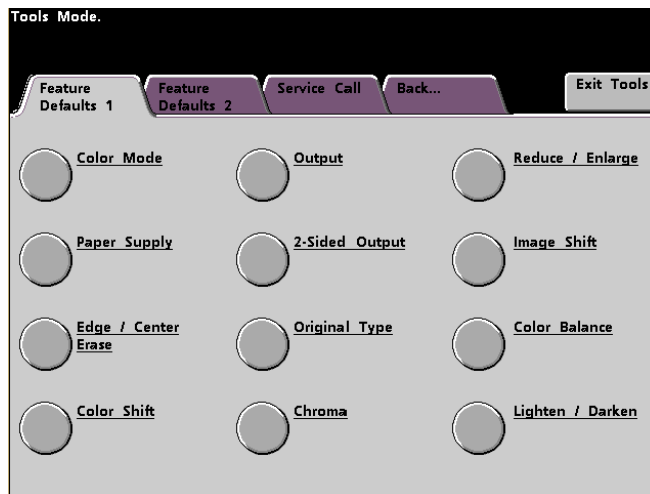 Tools Mode.
Feature
Defaults 1
Feature
Defaults 2
Service Call
Back...
Exit Tools
Color Mode
Output
Reduce / Enlarge
Paper Supply
2-Sided Output
Image Shift
Edge / Center
Erase
Original Type
Color Balance
Color Shift
Chroma
Lighten / Darken